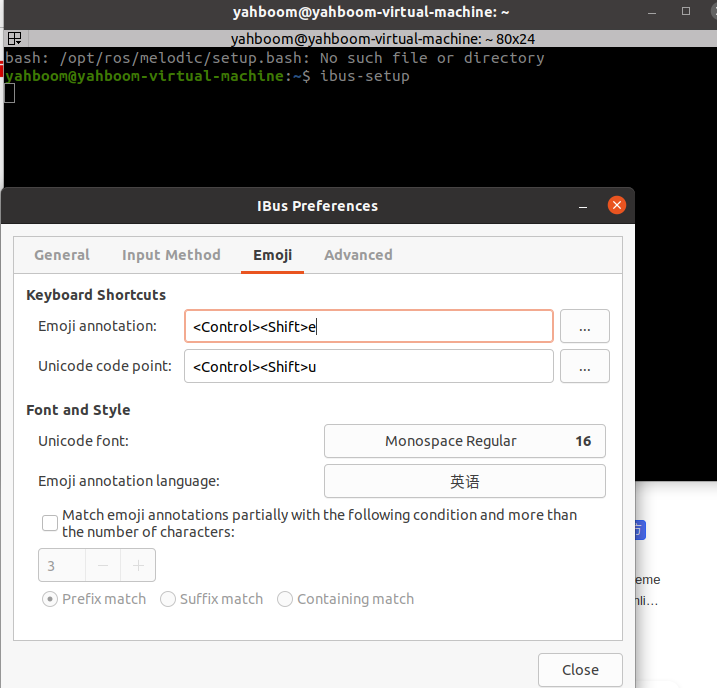 yahboom@yahboom-virtual-machine: ~
yahboom@yahboom-virtual-machine: ~ 80x24
bash: /opt/ros/melodic/setup.bash: No such file or directory
yahboom@yahboom-virtual-machine:~$ ibus-setup
IBus Preferences
General Input Method Emoji Advanced
Keyboard Shortcuts
Emoji annotation: <Control><Shift>e ...
Unicode code point: <Control><Shift>u ...
Font and Style
Unicode font: Monospace Regular 16
Emoji annotation language: 英语
Match emoji annotations partially with the following condition and more than
the number of characters:
3 − +
Prefix match Suffix match Containing match
Close